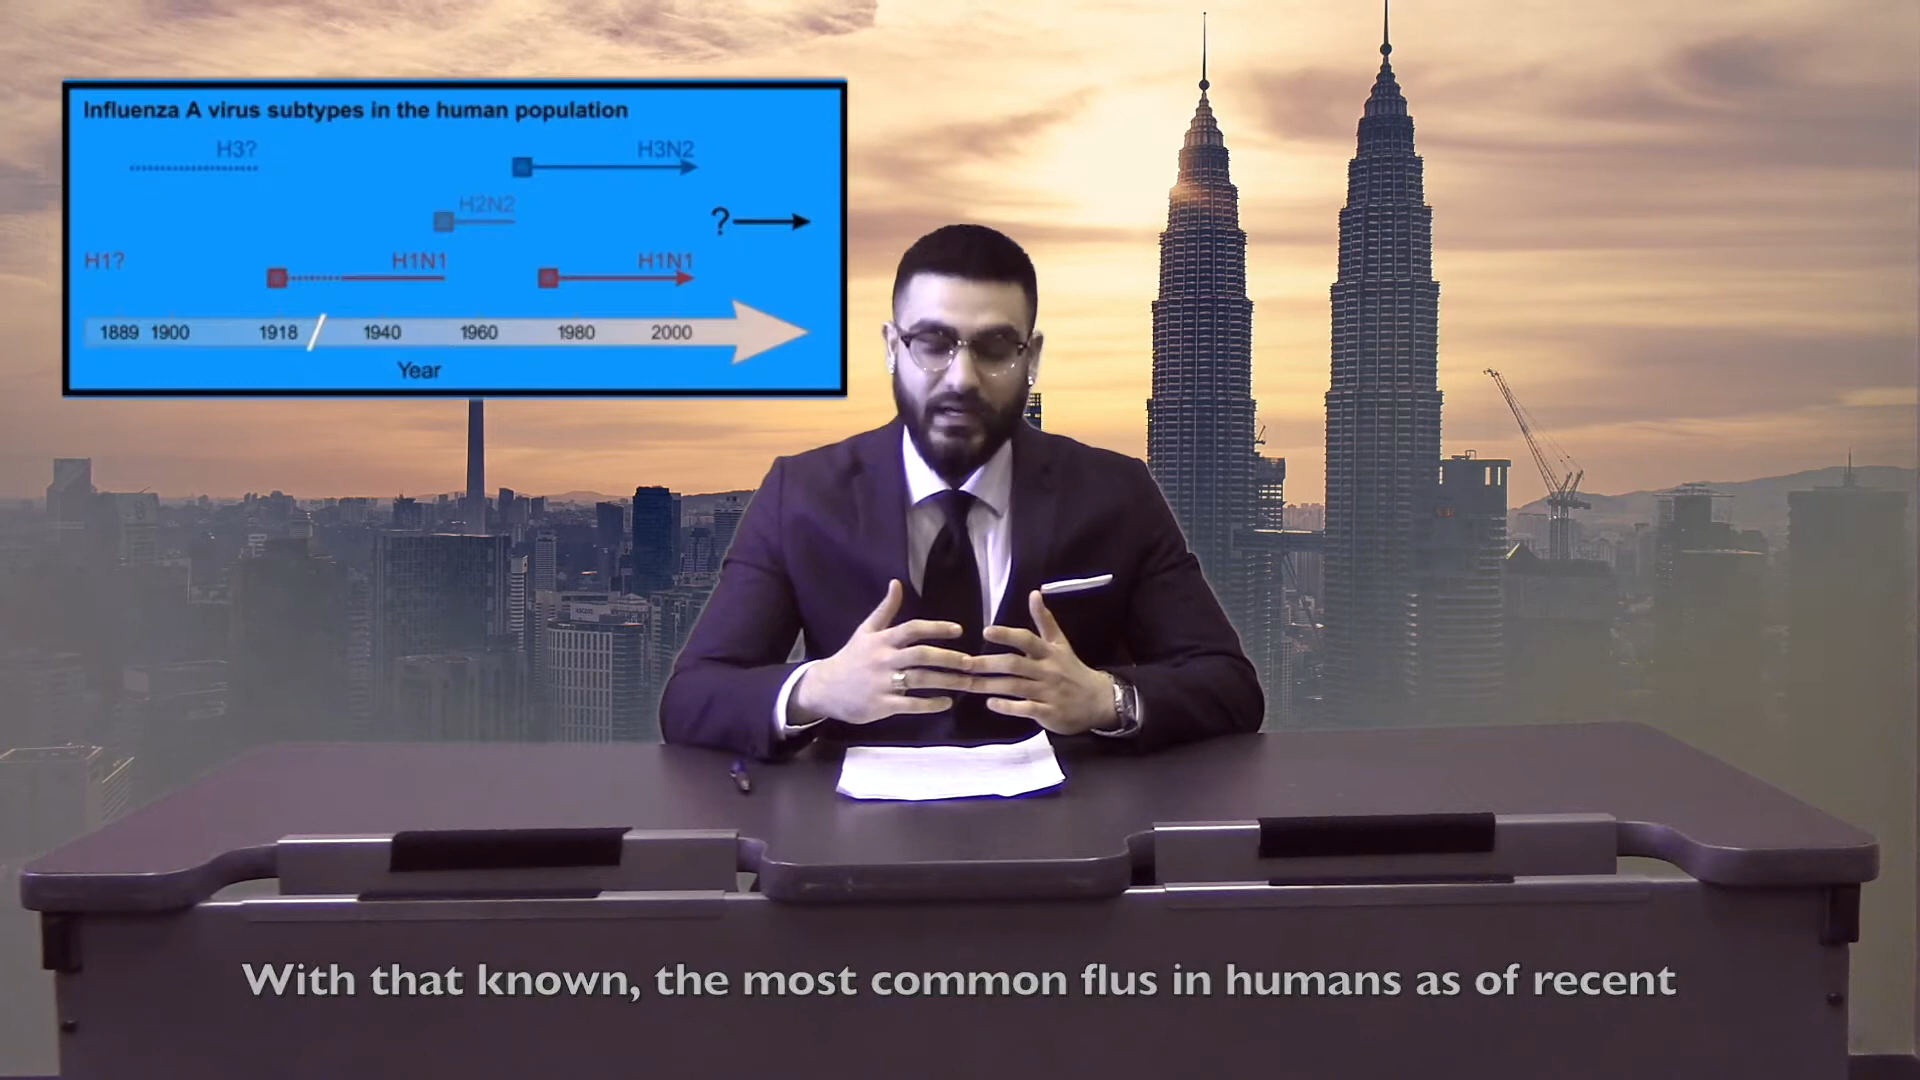 Influenza A virus subtypes in the human population
H3? H3N2
H2N2
? 
H1? H1N1 H1N1
1889 1900 1918 1940 1960 1980 2000
Year
With that known, the most common flus in humans as of recent